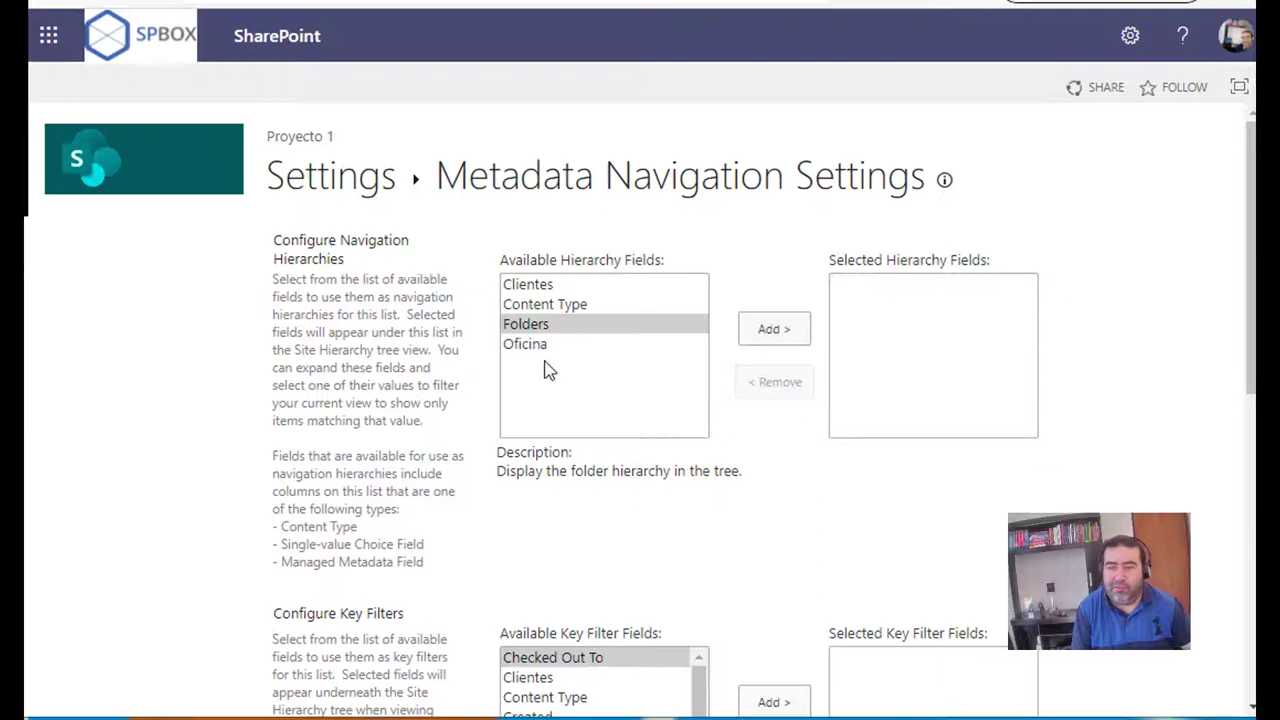 SPBOX
SharePoint
?
SHARE
FOLLOW
S
Proyecto 1
Settings ▸ Metadata Navigation Settings
Configure Navigation
Hierarchies
Select from the list of available
fields to use them as navigation
hierarchies for this list. Selected
fields will appear under this list in
the Site Hierarchy tree view. You
can expand these fields and
select one of their values to filter
your current view to show only
items matching that value.
Fields that are available for use as
navigation hierarchies include
columns on this list that are one
of the following types:
- Content Type
- Single-value Choice Field
- Managed Metadata Field
Available Hierarchy Fields:
Clientes
Content Type
Folders
Oficina
Add >
< Remove
Selected Hierarchy Fields:
Description:
Display the folder hierarchy in the tree.
Configure Key Filters
Select from the list of available
fields to use them as key filters
for this list. Selected fields will
appear underneath the Site
Hierarchy tree when viewing
Available Key Filter Fields:
Checked Out To
Clientes
Content Type
Created
Add >
Selected Key Filter Fields: